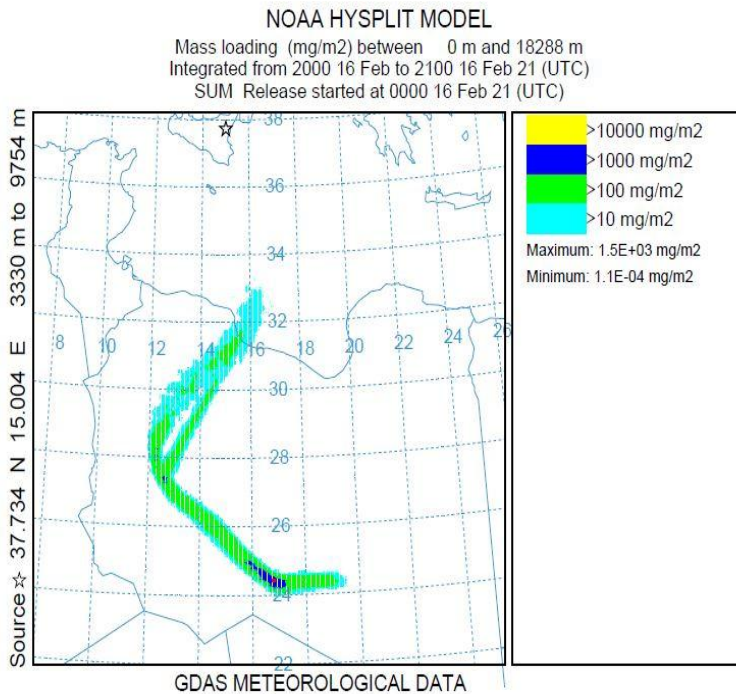 NOAA HYSPLIT MODEL
Mass loading (mg/m2) between 0 m and 18288 m
Integrated from 2000 16 Feb to 2100 16 Feb 21 (UTC)
SUM Release started at 0000 16 Feb 21 (UTC)
Source ☆ 37.734 N 15.004 E 3330 m to 9754 m
38
36
34
32
8 10 12 14 16 18 20 22 24 26
30
28
26
24
22
>10000 mg/m2
>1000 mg/m2
>100 mg/m2
>10 mg/m2
Maximum: 1.5E+03 mg/m2
Minimum: 1.1E-04 mg/m2
GDAS METEOROLOGICAL DATA